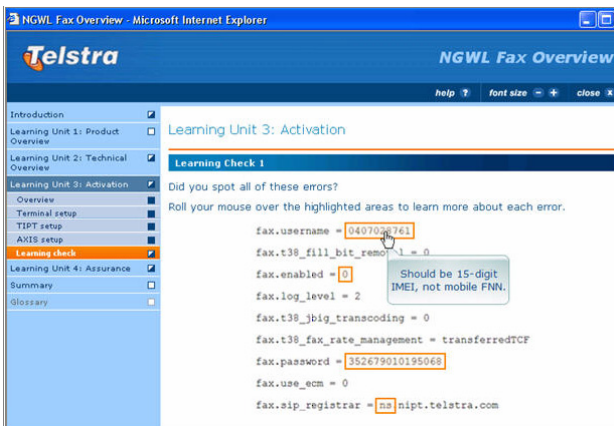 NGWL Fax Overview - Microsoft Internet Explorer
Telstra
NGWL Fax Overview
help ? font size - + close x
Introduction
Learning Unit 1: Product
Overview
Learning Unit 2: Technical
Overview
Learning Unit 3: Activation
Overview
Terminal setup
TIPT setup
AXIS setup
Learning check
Learning Unit 4: Assurance
Summary
Glossary
Learning Unit 3: Activation
Learning Check 1
Did you spot all of these errors?
Roll your mouse over the highlighted areas to learn more about each error.
fax.username = 0407028761
fax.t38_fill_bit_removal = 0
fax.enabled = 0
Should be 15-digit
IMEI, not mobile FNN.
fax.log_level = 2
fax.t38_jbig_transcoding = 0
fax.t38_fax_rate_management = transferredTCF
fax.password = 352679010195068
fax.use_ecm = 0
fax.sip_registrar = ns.nipt.telstra.com